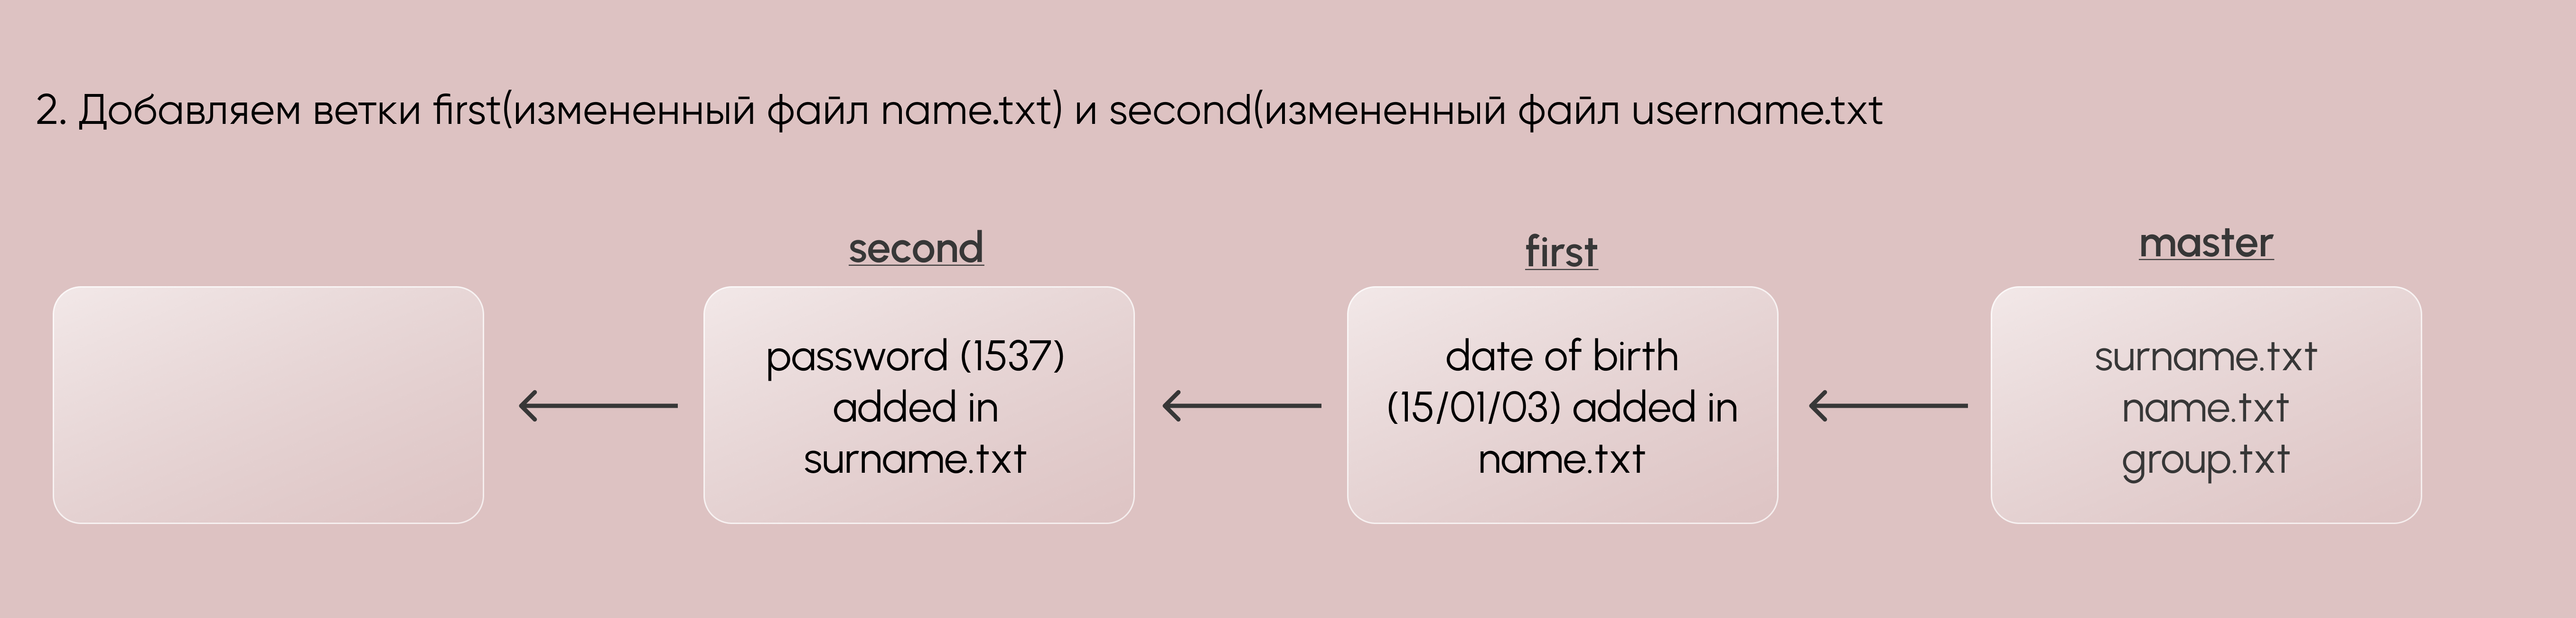 2. Добавляем ветки first(измененный файл name.txt) и second(измененный файл username.txt
second
first
master
password (1537)
added in
surname.txt
date of birth
(15/01/03) added in
name.txt
surname.txt
name.txt
group.txt